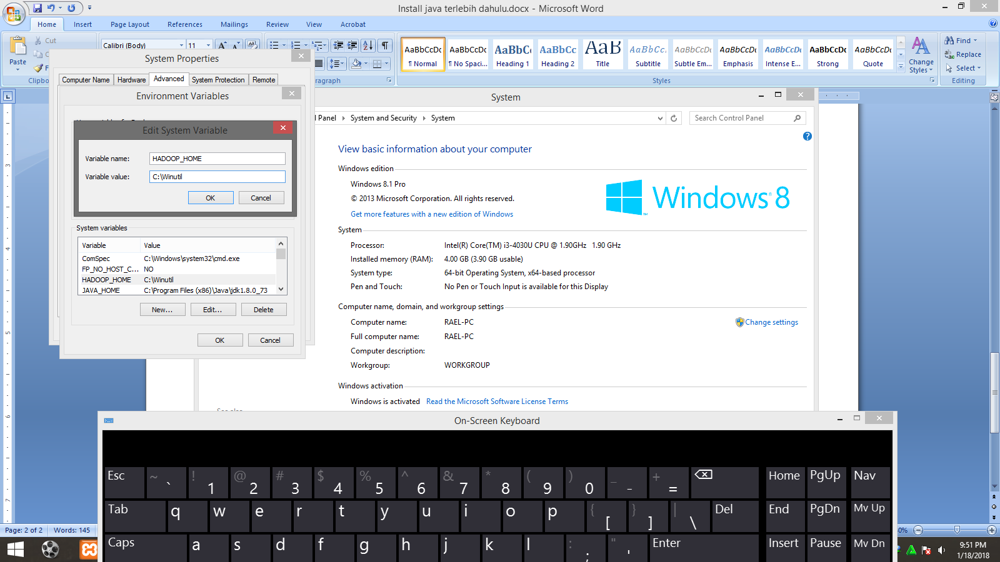 Install java terlebih dahulu.docx - Microsoft Word
Home Insert Page Layout References Mailings Review View Acrobat
Paste
Cut
Calibri (Body) 11
AaBbCcDc AaBbCcDc AaBbC AaBbCc AaB AaBbCc. AaBbCcDc AaBbCcDc AaBbCcDc AaBbCcDc AaBbCcDc
¶ Normal ¶ No Spaci... Heading 1 Heading 2 Title Subtitle Subtle Em... Emphasis Intense E... Strong Quote
Change Styles
Find
Replace
Select
Styles
Editing
System Properties
Computer Name Hardware Advanced System Protection Remote
Environment Variables
Edit System Variable
Variable name: HADOOP_HOME
Variable value: C:\Winutil
OK Cancel
System variables
Variable Value
ComSpec C:\Windows\system32\cmd.exe
FP_NO_HOST_C... NO
HADOOP_HOME C:\Winutil
JAVA_HOME C:\Program Files (x86)\Java\jdk1.8.0_73
New... Edit... Delete
OK Cancel
System
l Panel System and Security System
Search Control Panel
View basic information about your computer
Windows edition
Windows 8.1 Pro
© 2013 Microsoft Corporation. All rights reserved.
Get more features with a new edition of Windows
Windows 8
System
Processor: Intel(R) Core(TM) i3-4030U CPU @ 1.90GHz 1.90 GHz
Installed memory (RAM): 4.00 GB (3.90 GB usable)
System type: 64-bit Operating System, x64-based processor
Pen and Touch: No Pen or Touch Input is available for this Display
Computer name, domain, and workgroup settings
Computer name: RAEL-PC
Change settings
Full computer name: RAEL-PC
Computer description:
Workgroup: WORKGROUP
Windows activation
Windows is activated Read the Microsoft Software License Terms
On-Screen Keyboard
Esc ~ ` ! 1 @ 2 # 3 $ 4 % 5 ^ 6 & 7 * 8 ( 9 ) 0 _ - + = Home PgUp Nav
Tab q w e r t y u i o p { [ } ] | \ Del End PgDn Mv Up
Caps a s d f g h j k l : ; " ' Enter Insert Pause Mv Dn
Page: 2 of 2 Words: 145
9:51 PM
1/18/2018